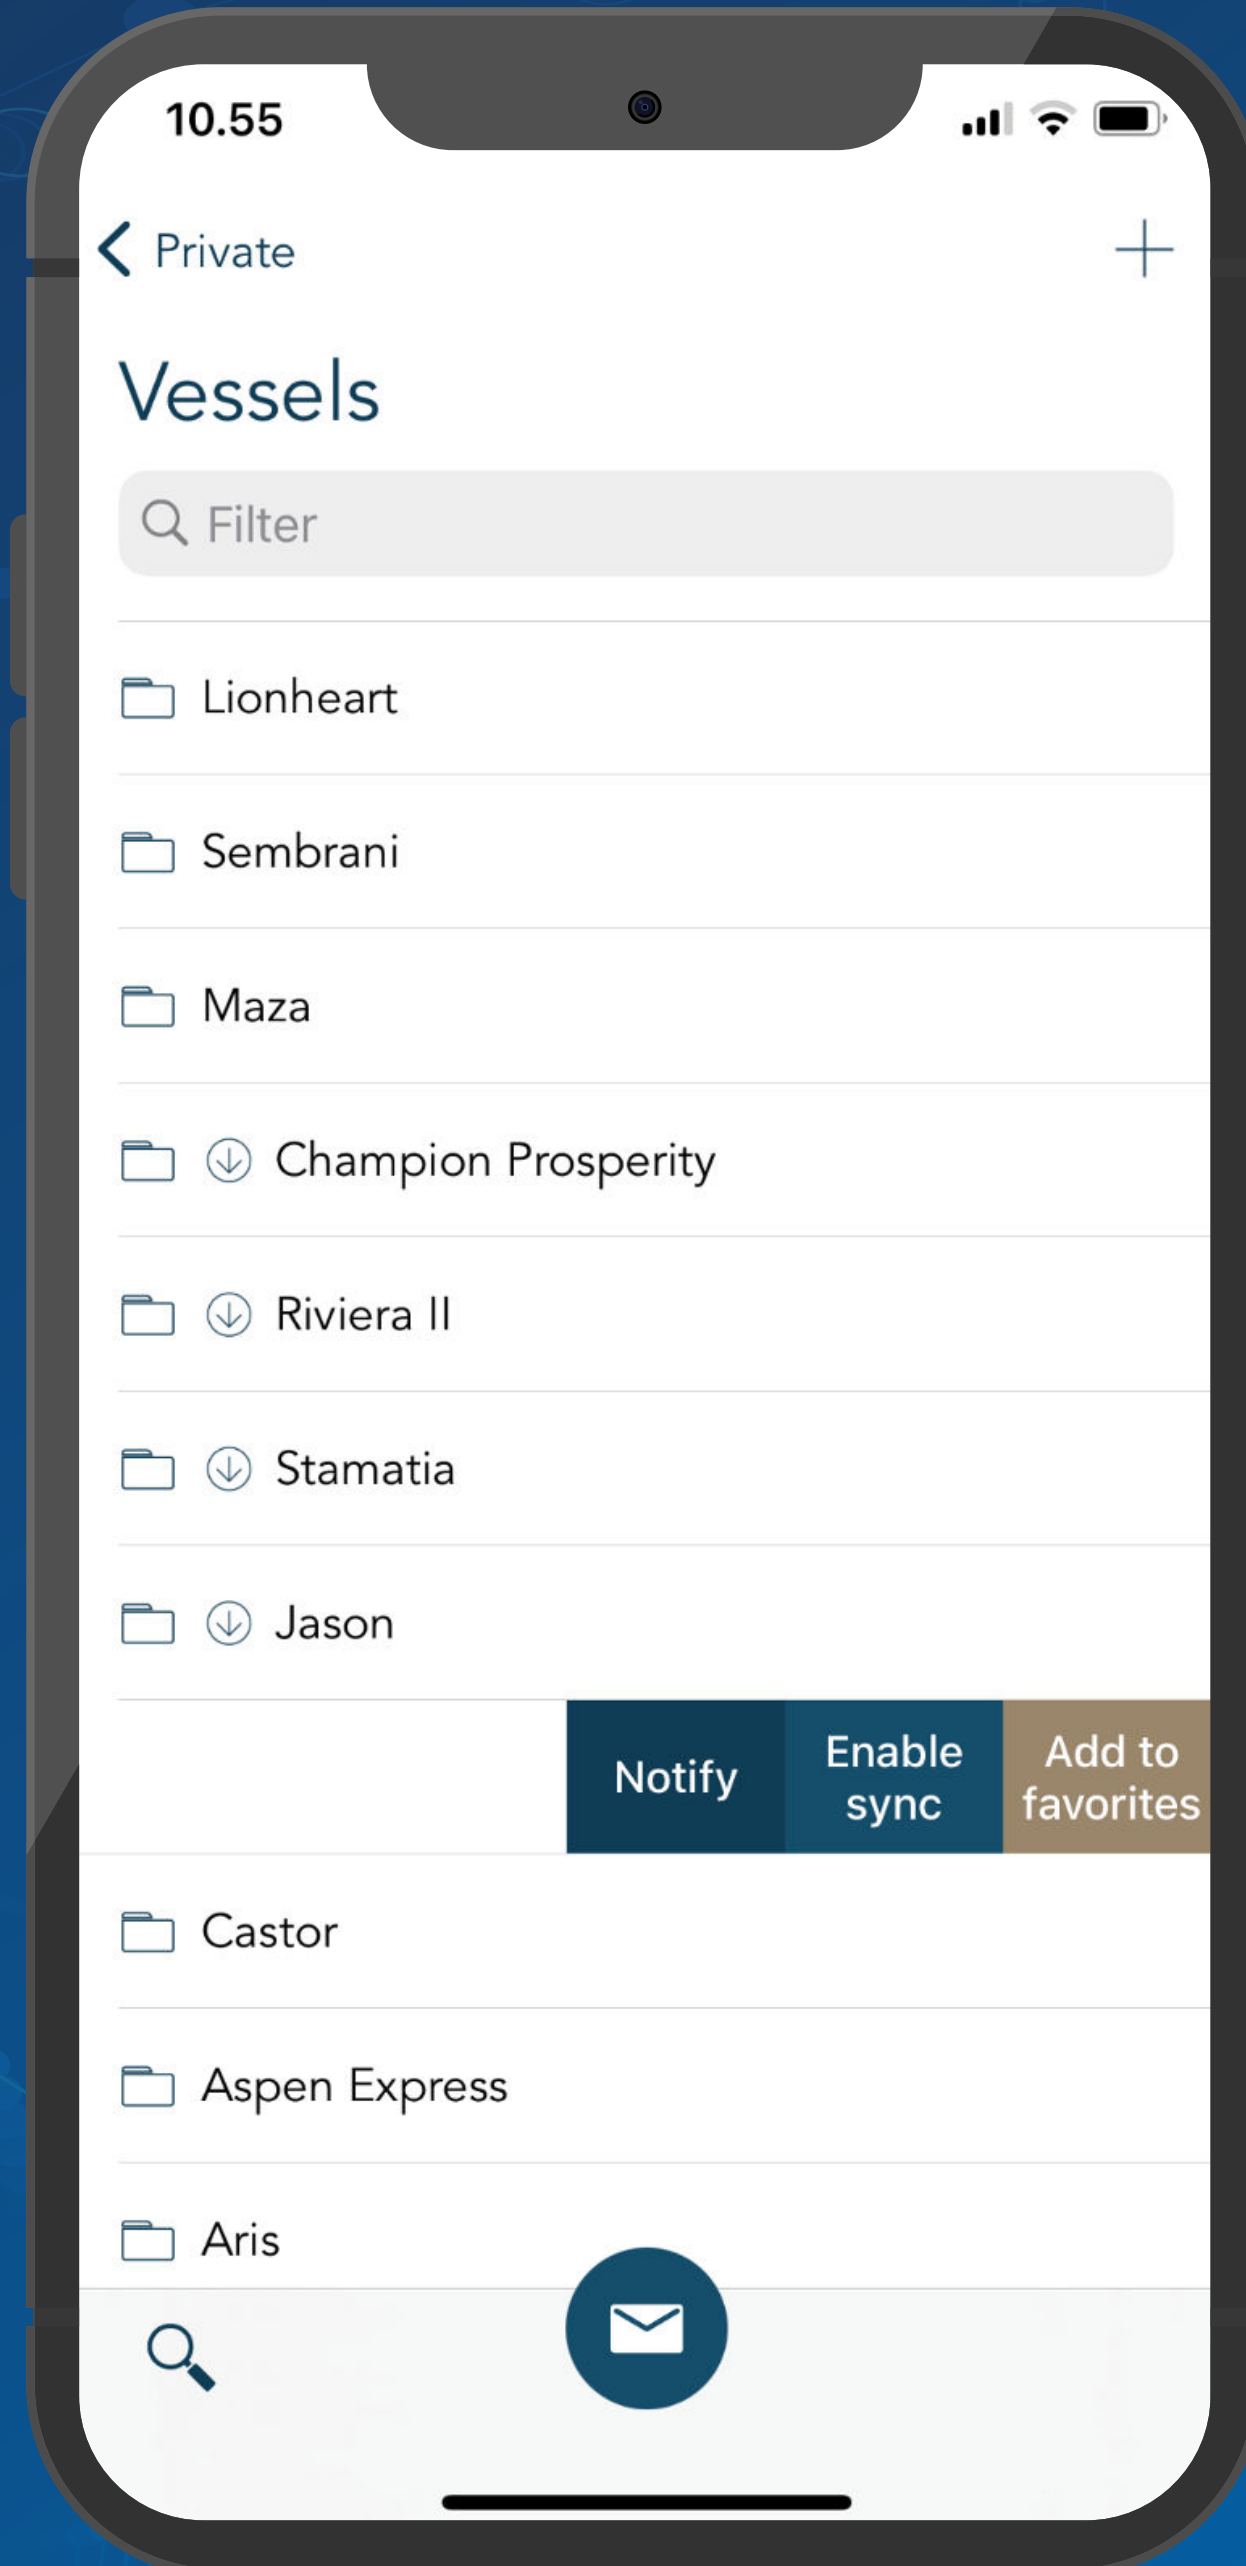 10.55
Private
Vessels
Filter
Lionheart
Sembrani
Maza
Champion Prosperity
Riviera II
Stamatia
Jason
Notify
Enable
sync
Add to
favorites
Castor
Aspen Express
Aris